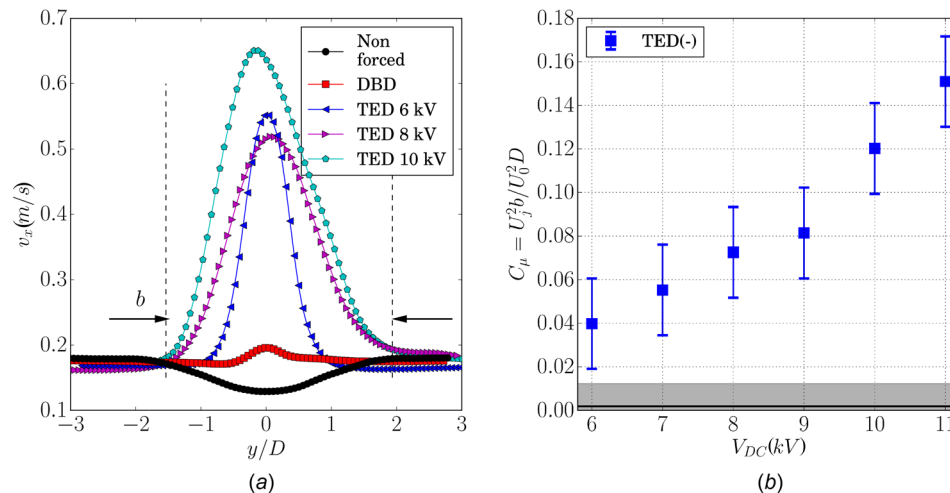 (a)
0.7
0.6
0.5
0.4
0.3
0.2
0.1
v_x(m/s)
−3 −2 −1 0 1 2 3
y/D
b
Non
forced
DBD
TED 6 kV
TED 8 kV
TED 10 kV
(a)
(b)
0.18
0.16
0.14
0.12
0.10
0.08
0.06
0.04
0.02
0.00
C_μ = U_j^2 b/U_0^2 D
TED(-)
6 7 8 9 10 11
V_{DC}(kV)
(b)